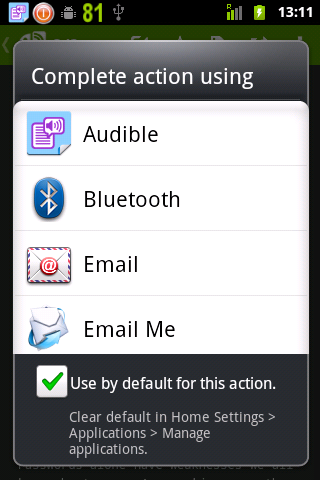 81
13:11
Complete action using
Audible
Bluetooth
Email
Email Me
Use by default for this action.
Clear default in Home Settings >
Applications > Manage
applications.